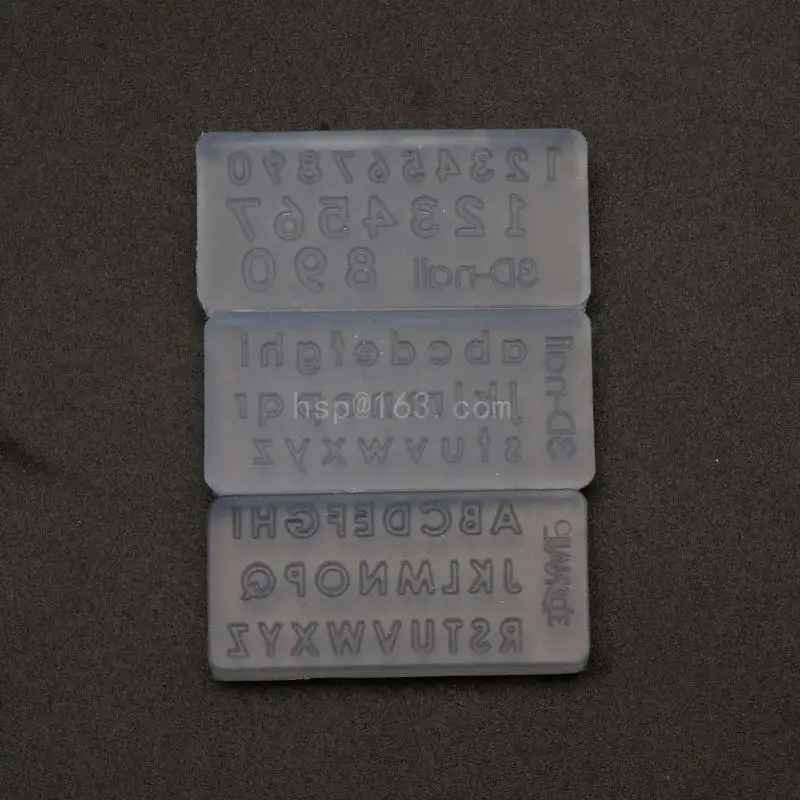 1234567890
1234567
3D-nail 890
abcdefghi
jklmnopqr
stuvwxyz
3D-nail
hsp@163.com
ABCDEFGHI
JKLMNOPQ
RSTUVWXYZ